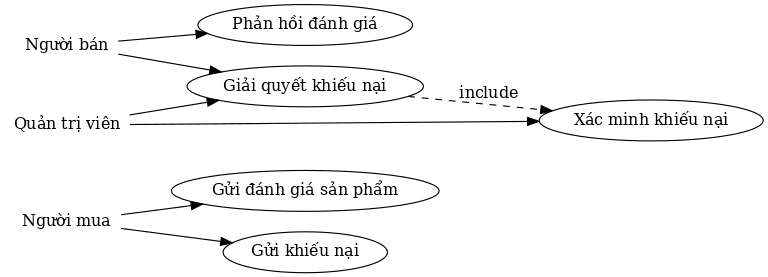 Phản hồi đánh giá
Người bán
Giải quyết khiếu nại
include
Quản trị viên
Xác minh khiếu nại
Gửi đánh giá sản phẩm
Người mua
Gửi khiếu nại